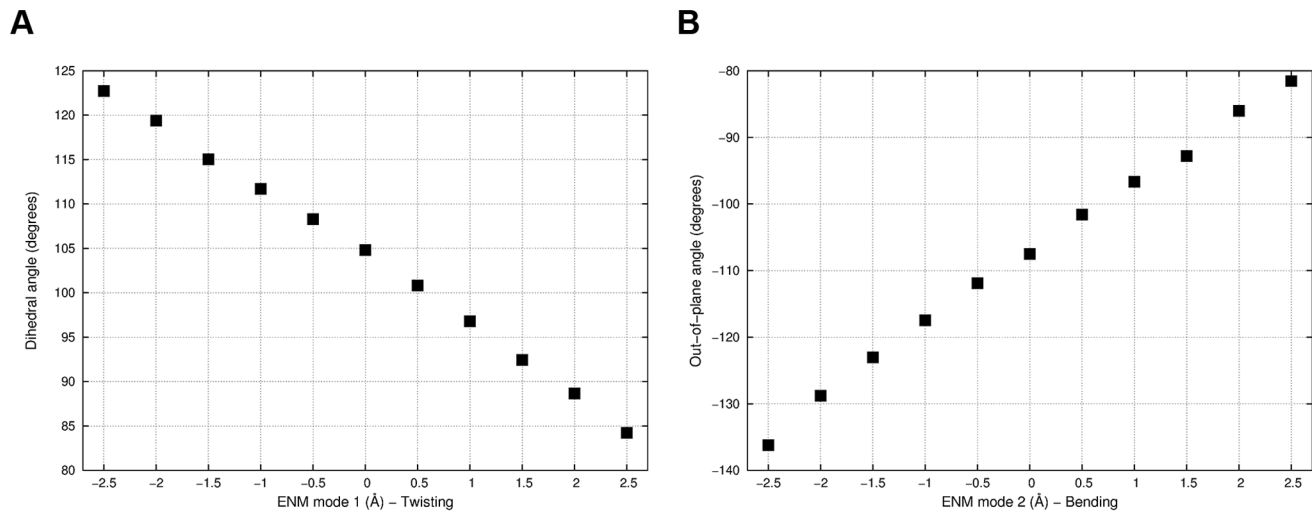 A
B
125
120
115
110
105
100
95
90
85
80
Dihedral angle (degrees)
−2.5 −2 −1.5 −1 −0.5 0 0.5 1 1.5 2 2.5
ENM mode 1 (Å) − Twisting
−80
−90
−100
−110
−120
−130
−140
Out−of−plane angle (degrees)
−2.5 −2 −1.5 −1 −0.5 0 0.5 1 1.5 2 2.5
ENM mode 2 (Å) − Bending